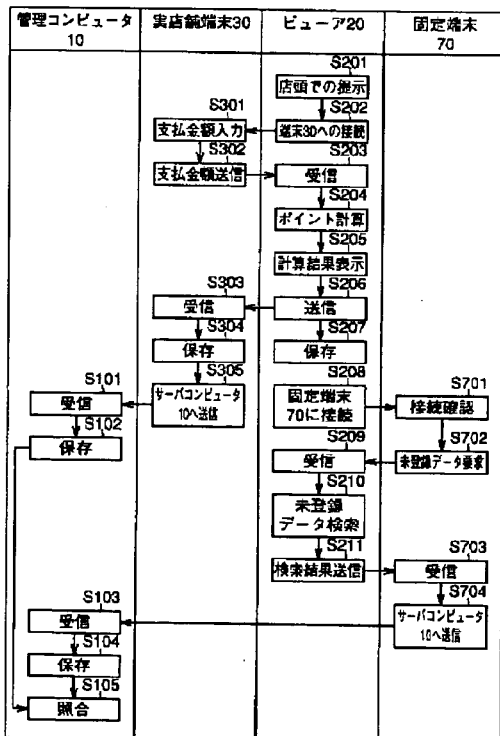 管理コンピュータ
10
実店舗端末30
ビューア20
固定端末
70
S201
店頭での提示
S202
端末30への接続
S301
支払金額入力
S302
支払金額送信
S203
受信
S204
ポイント計算
S205
計算結果表示
S206
送信
S303
受信
S207
保存
S304
保存
S305
サーバコンピュータ
10へ送信
S101
受信
S102
保存
S208
固定端末
70に接続
S701
接続確認
S702
未登録データ要求
S209
受信
S210
未登録
データ検索
S211
検索結果送信
S703
受信
S704
サーバコンピュータ
10へ送信
S103
受信
S104
保存
S105
照合